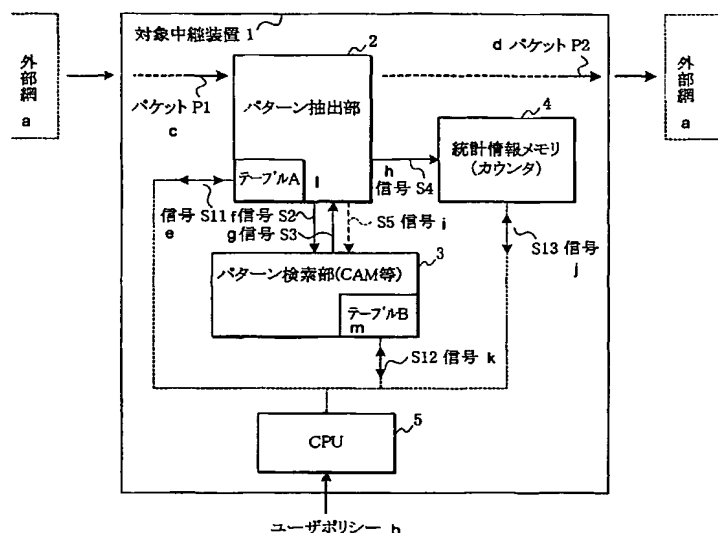 対象中継装置 1
外部網
a
パケット P1
c
2
パターン抽出部
テーブルA
l
d パケット P2
4
統計情報メモリ
(カウンタ)
外部網
a
h
信号 S4
信号 S11
e
f信号 S2
g信号 S3
S5 信号 i
3
パターン検索部(CAM等)
テーブルB
m
S13 信号
j
S12 信号 k
5
CPU
ユーザポリシー b